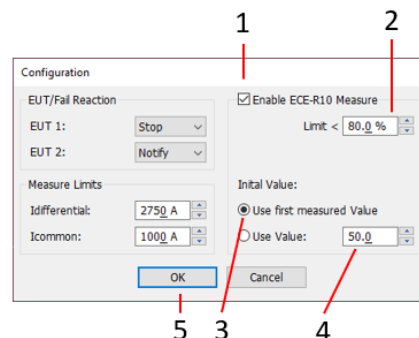 1 2
Configuration
EUT/Fail Reaction
EUT 1: Stop
EUT 2: Notify
Enable ECE-R10 Measure
Limit < 80.0 %
Measure Limits
Idifferential: 2750 A
Icommon: 1000 A
Inital Value:
Use first measured Value
Use Value: 50.0
OK Cancel
5 3 4